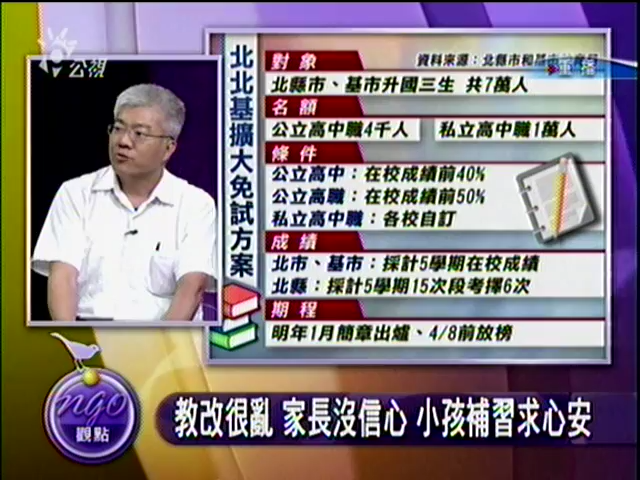 公視
北北基擴大免試方案
對象
資料來源：北縣市和基市
重播
北縣市、基市升國三生 共7萬人
名額
公立高中職4千人 私立高中職1萬人
條件
公立高中：在校成績前40%
公立高職：在校成績前50%
私立高中職：各校自訂
成績
北市、基市：採計5學期在校成績
北縣：採計5學期15次段考擇6次
期程
明年1月簡章出爐、4/8前放榜
ngo
觀點
教改很亂 家長沒信心 小孩補習求心安